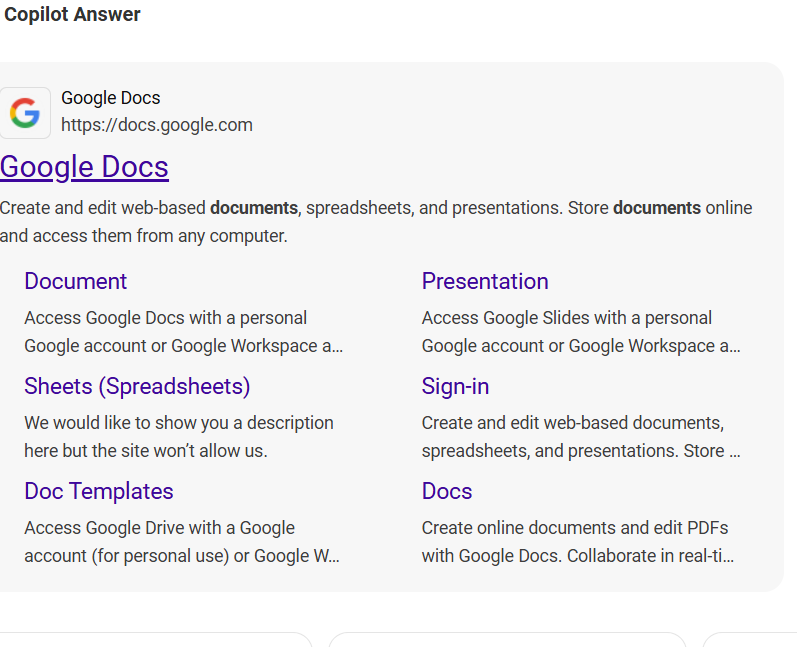 Copilot Answer
Google Docs
https://docs.google.com
Google Docs
Create and edit web-based documents, spreadsheets, and presentations. Store documents online
and access them from any computer.
Document
Access Google Docs with a personal
Google account or Google Workspace a...
Presentation
Access Google Slides with a personal
Google account or Google Workspace a...
Sheets (Spreadsheets)
We would like to show you a description
here but the site won’t allow us.
Sign-in
Create and edit web-based documents,
spreadsheets, and presentations. Store ...
Doc Templates
Access Google Drive with a Google
account (for personal use) or Google W...
Docs
Create online documents and edit PDFs
with Google Docs. Collaborate in real-ti...